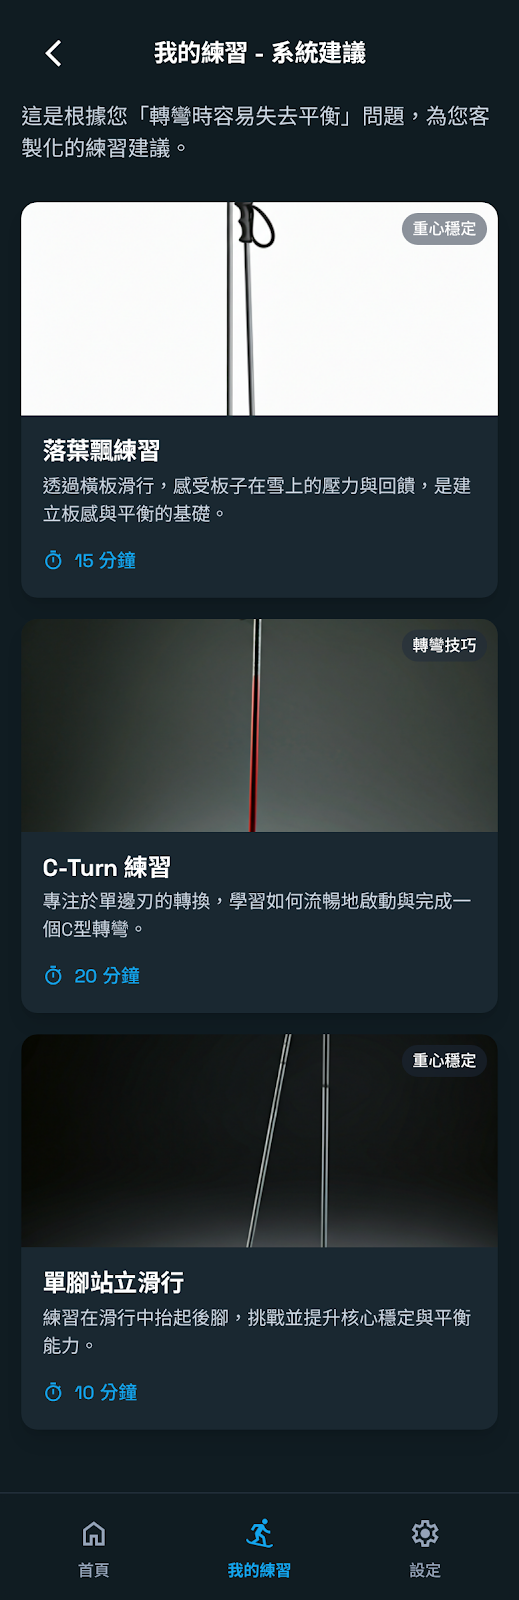 我的練習 - 系統建議
這是根據您「轉彎時容易失去平衡」問題，為您客
製化的練習建議。
重心穩定
落葉飄練習
透過橫板滑行，感受板子在雪上的壓力與回饋，是建
立板感與平衡的基礎。
15 分鐘
轉彎技巧
C-Turn 練習
專注於單邊刃的轉換，學習如何流暢地啟動與完成一
個C型轉彎。
20 分鐘
重心穩定
單腳站立滑行
練習在滑行中抬起後腳，挑戰並提升核心穩定與平衡
能力。
10 分鐘
首頁
我的練習
設定